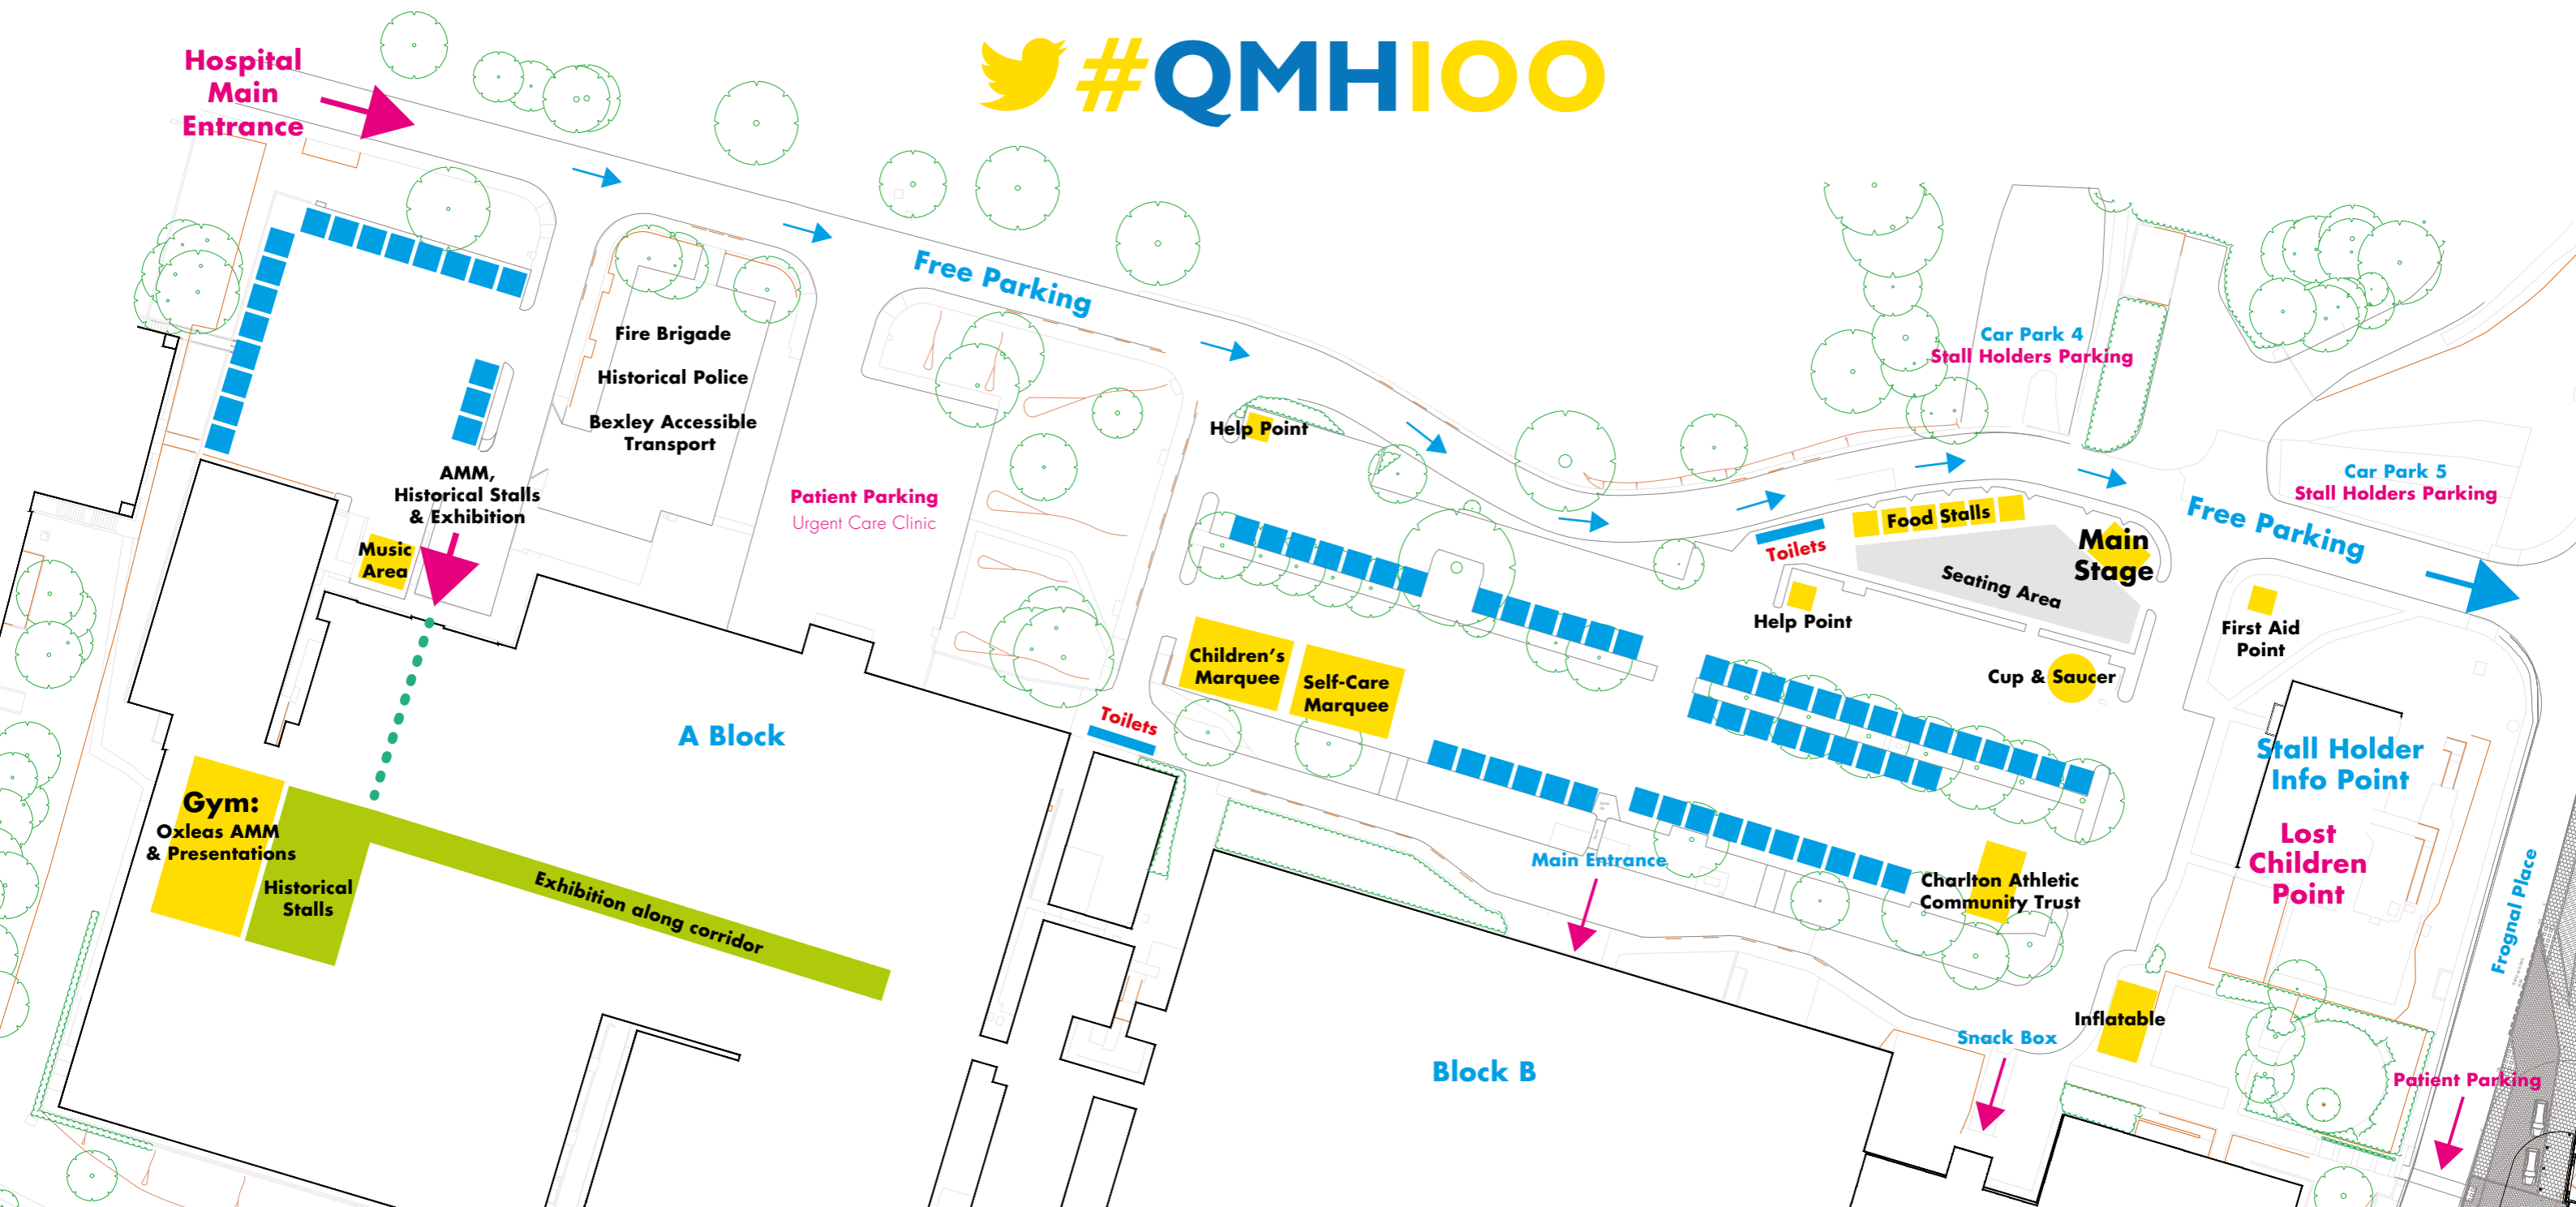 #QMH100
Hospital
Main
Entrance
Free Parking
Fire Brigade
Historical Police
Bexley Accessible
Transport
Help Point
Car Park 4
Stall Holders Parking
Car Park 5
Stall Holders Parking
AMM,
Historical Stalls
& Exhibition
Music
Area
Patient Parking
Urgent Care Clinic
Toilets
Food Stalls
Main
Stage
Seating Area
Free Parking
Help Point
First Aid
Point
Children's
Marquee
Self-Care
Marquee
Cup & Saucer
Toilets
A Block
Stall Holder
Info Point
Lost
Children
Point
Gym:
Oxleas AMM
& Presentations
Historical
Stalls
Exhibition along corridor
Main Entrance
Charlton Athletic
Community Trust
Frognal Place
Inflatable
Snack Box
Block B
Patient Parking